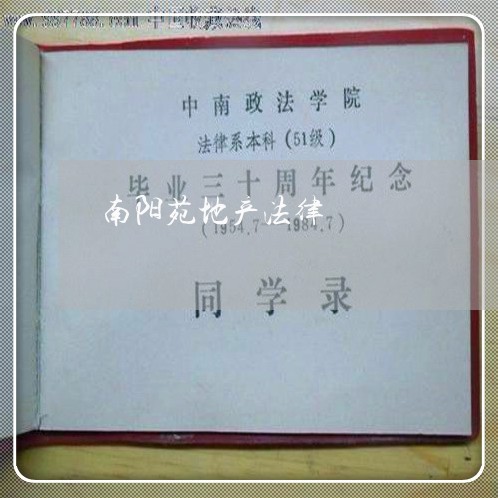 中南政法学院
法律系本科(51级)
毕业三十周年纪念
南阳苑地产法律
(1954.7—1984.7)
同学录